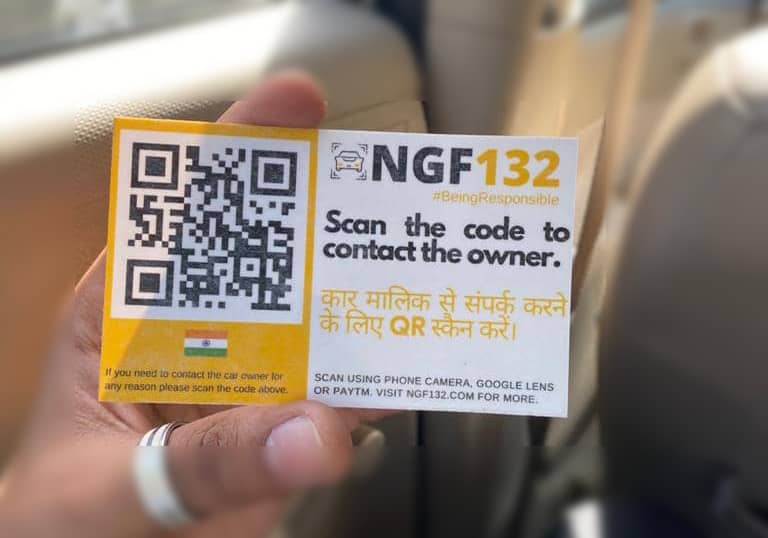 NGF132
#BeingResponsible
Scan the code to
contact the owner.
कार मालिक से संपर्क करने
के लिए QR स्कैन करें।
SCAN USING PHONE CAMERA, GOOGLE LENS
OR PAYTM. VISIT NGF132.COM FOR MORE.
If you need to contact the car owner for
any reason please scan the code above.